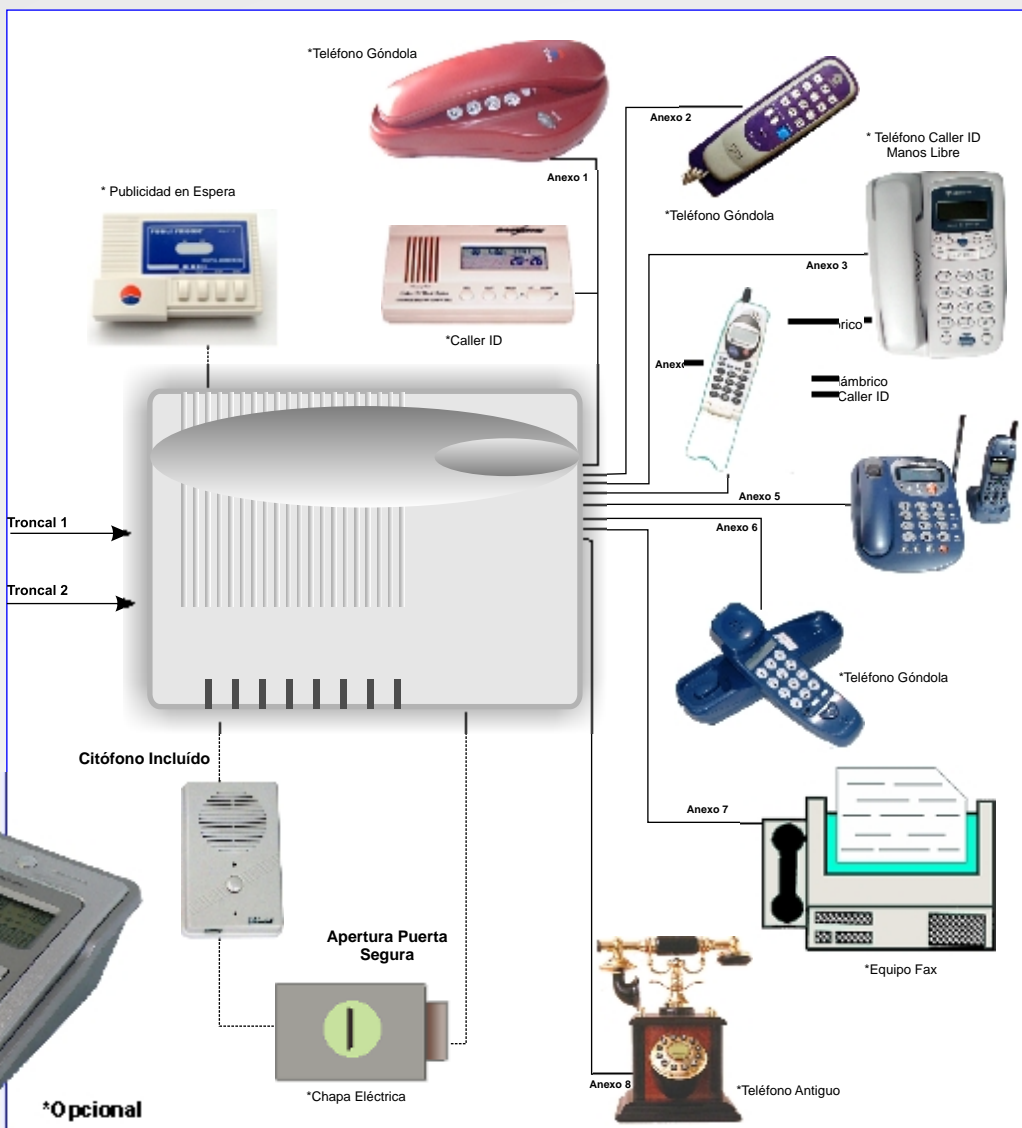 *Teléfono Góndola
Anexo 1
Anexo 2
*Teléfono Góndola
* Teléfono Caller ID
Manos Libre
Anexo 3
* Publicidad en Espera
*Caller ID
Caller ID
Anexo 5
Anexo 6
*Teléfono Góndola
Troncal 1
Troncal 2
Citófono Incluído
Anexo 7
*Equipo Fax
Apertura Puerta
Segura
*Chapa Eléctrica
Anexo 8
*Teléfono Antiguo
*Opcional